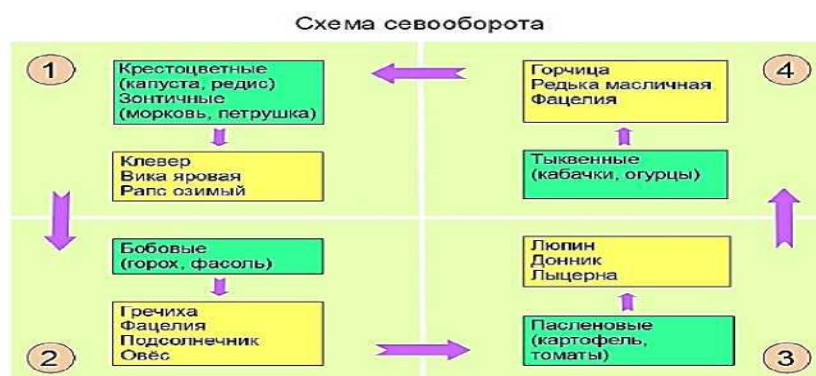 Схема севооборота
1
Крестоцветные
(капуста, редис)
Зонтичные
(морковь, петрушка)
Клевер
Вика яровая
Рапс озимый
2
Бобовые
(горох, фасоль)
Гречиха
Фацелия
Подсолнечник
Овёс
3
Люпин
Донник
Лыцерна
Пасленовые
(картофель,
томаты)
4
Горчица
Редька масличная
Фацелия
Тыквенные
(кабачки, огурцы)